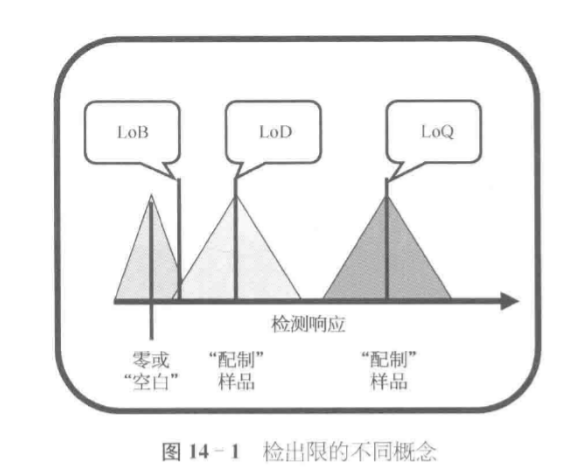 LoB
LoD
LoQ
检测响应
零或
“空白”
“配制”
样品
“配制”
样品
图 14-1 检出限的不同概念